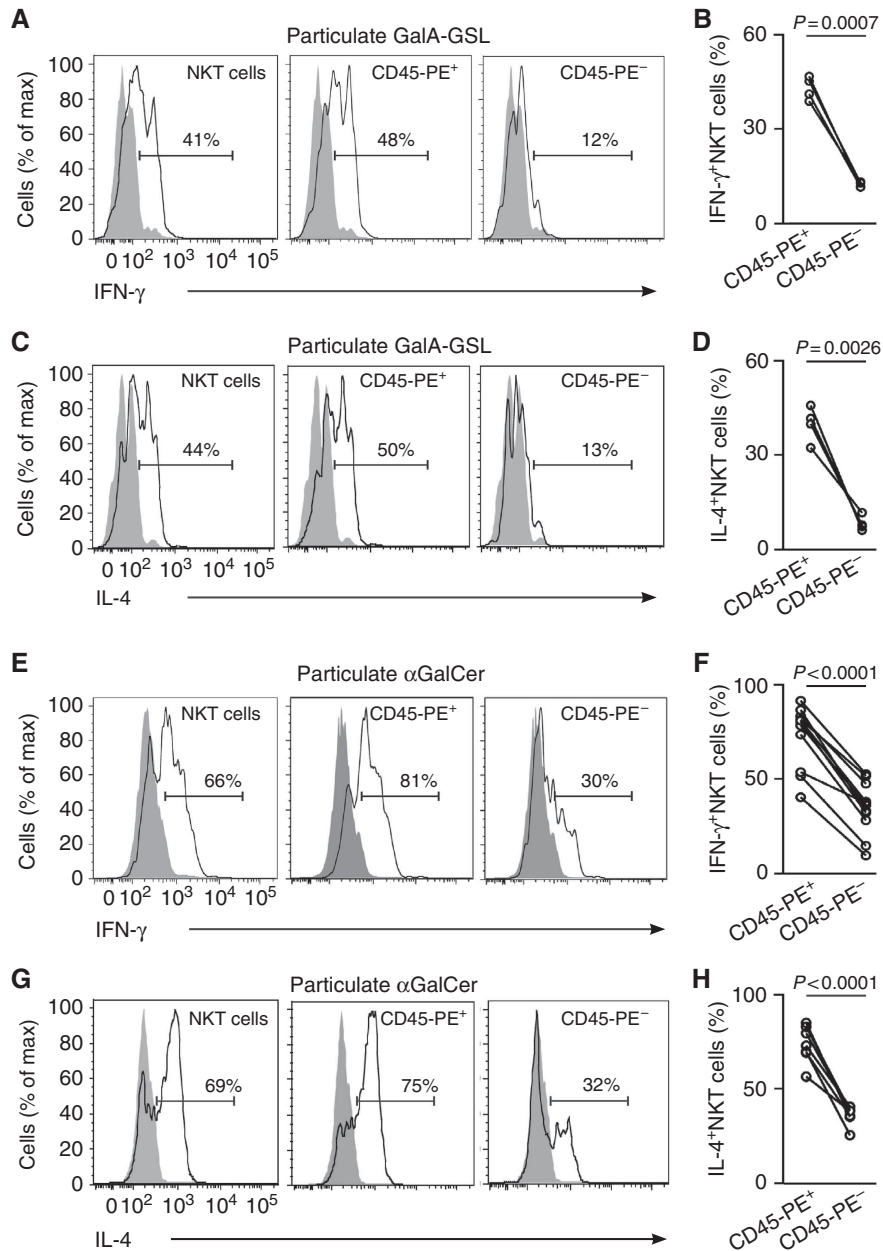 A
Particulate GalA-GSL
Cells (% of max)
100
80
60
40
20
0
NKT cells
41%
CD45-PE⁺
48%
CD45-PE⁻
12%
0 10² 10³ 10⁴ 10⁵
IFN-γ
B
P=0.0007
IFN-γ⁺NKT cells (%)
60
30
0
CD45-PE⁺
CD45-PE⁻
C
Particulate GalA-GSL
Cells (% of max)
100
80
60
40
20
0
NKT cells
44%
CD45-PE⁺
50%
CD45-PE⁻
13%
0 10² 10³ 10⁴ 10⁵
IL-4
D
P=0.0026
IL-4⁺NKT cells (%)
60
30
0
CD45-PE⁺
CD45-PE⁻
E
Particulate αGalCer
Cells (% of max)
100
80
60
40
20
0
NKT cells
66%
CD45-PE⁺
81%
CD45-PE⁻
30%
0 10² 10³ 10⁴ 10⁵
IFN-γ
F
P<0.0001
IFN-γ⁺NKT cells (%)
100
50
0
CD45-PE⁺
CD45-PE⁻
G
Particulate αGalCer
Cells (% of max)
100
80
60
40
20
0
NKT cells
69%
CD45-PE⁺
75%
CD45-PE⁻
32%
0 10² 10³ 10⁴ 10⁵
IL-4
H
P<0.0001
IL-4⁺NKT cells (%)
100
50
0
CD45-PE⁺
CD45-PE⁻